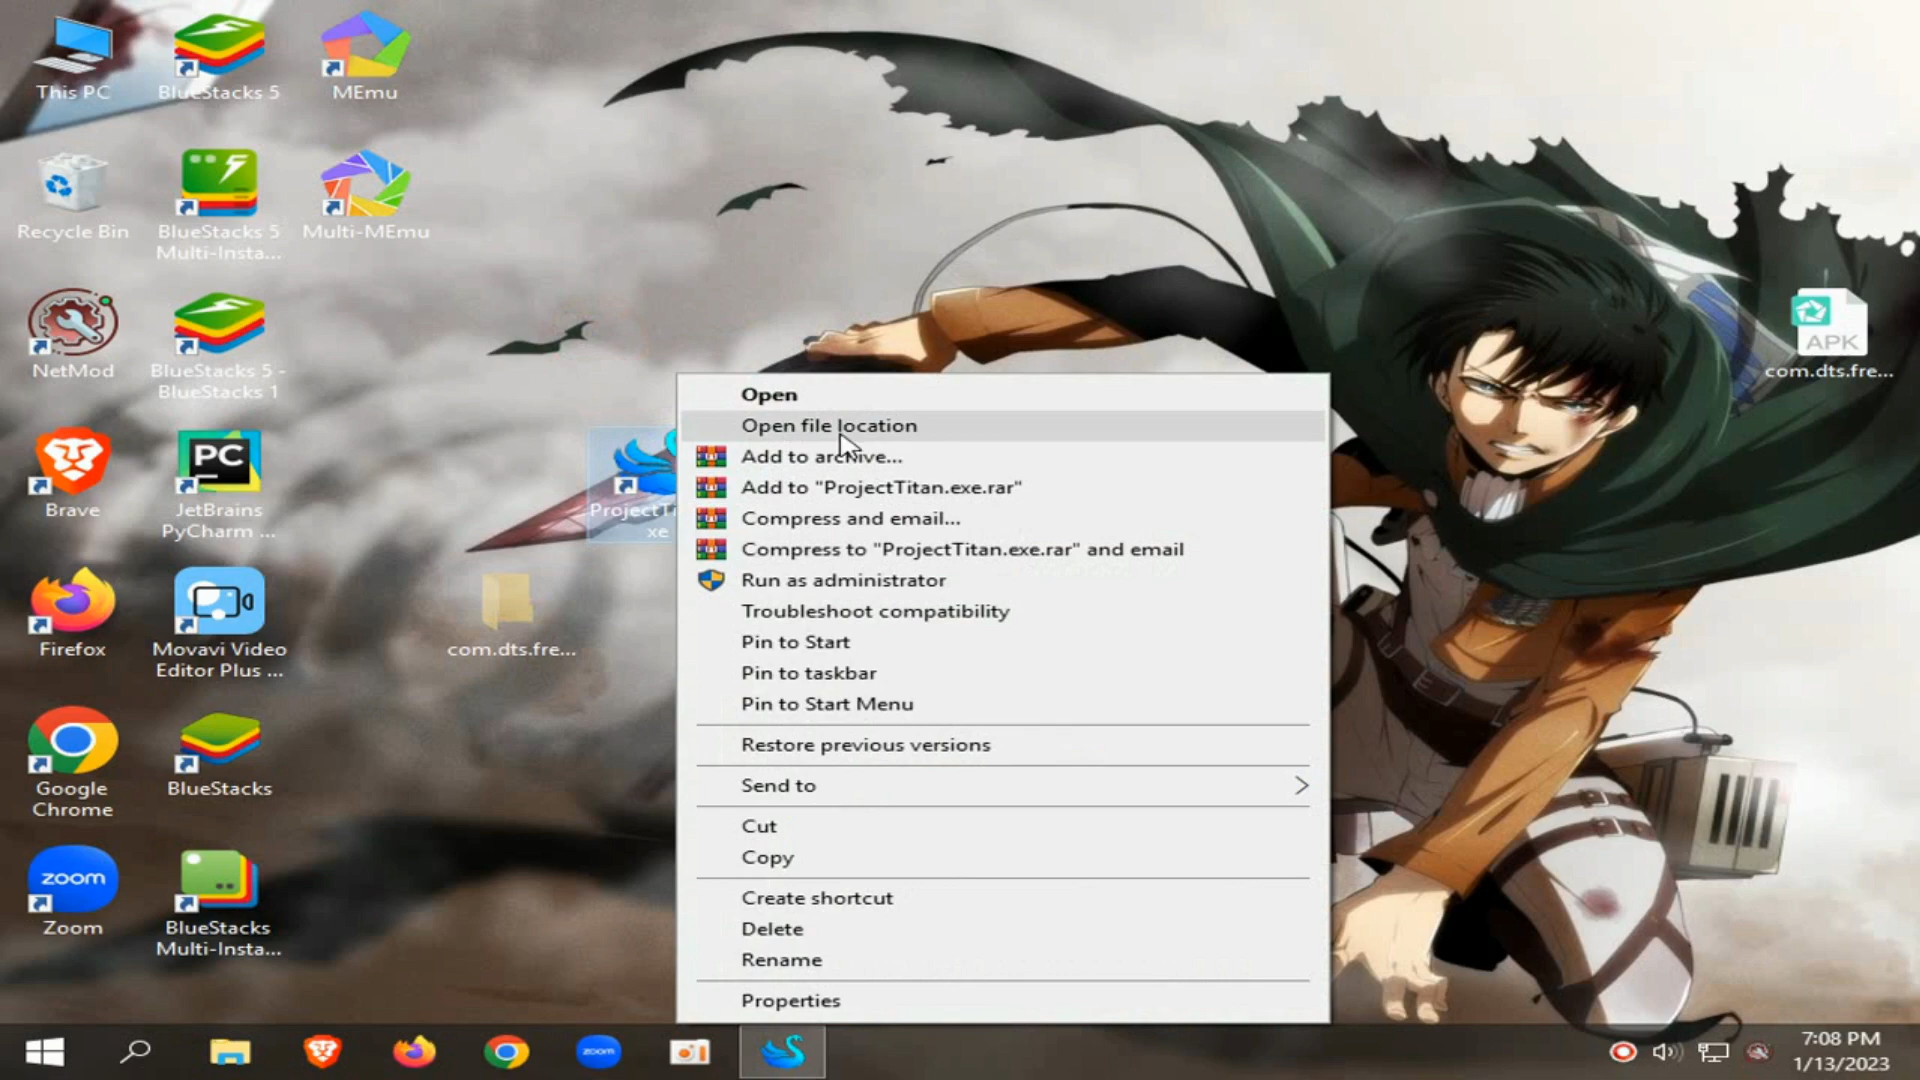 This PC
BlueStacks 5
MEmu
Recycle Bin
BlueStacks 5
Multi-Insta...
Multi-MEmu
NetMod
BlueStacks 5 -
BlueStacks 1
Brave
PC
JetBrains
PyCharm ...
Firefox
Movavi Video
Editor Plus ...
Google
Chrome
BlueStacks
zoom
Zoom
BlueStacks
Multi-Insta...
ProjectTi
xe
com.dts.fre...
APK
com.dts.fre...
Open
Open file location
Add to archive...
Add to "ProjectTitan.exe.rar"
Compress and email...
Compress to "ProjectTitan.exe.rar" and email
Run as administrator
Troubleshoot compatibility
Pin to Start
Pin to taskbar
Pin to Start Menu
Restore previous versions
Send to
Cut
Copy
Create shortcut
Delete
Rename
Properties
zoom
7:08 PM
1/13/2023